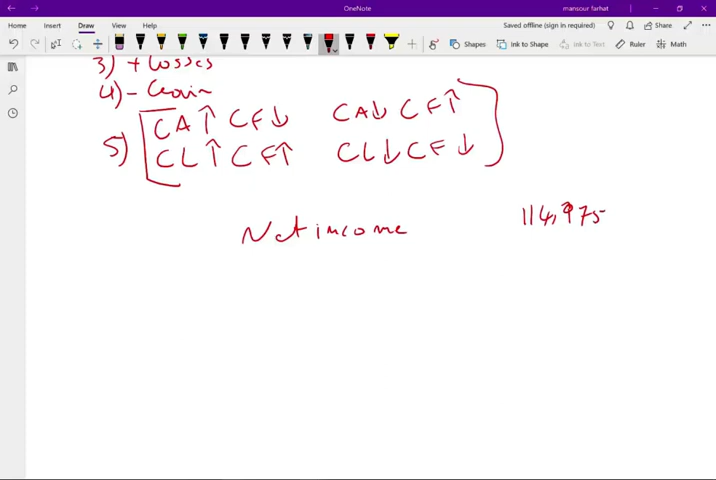 OneNote
mansour farhat
Home Insert Draw View Help
Saved offline (sign in required) Share
Shapes Ink to Shape Ink to Text Ruler Math
3) + Losses
4) - Gain
5) CA↑ CF↓ CA↓ CF↑
CL↑ CF↑ CL↓ CF↓
Net income 114,975